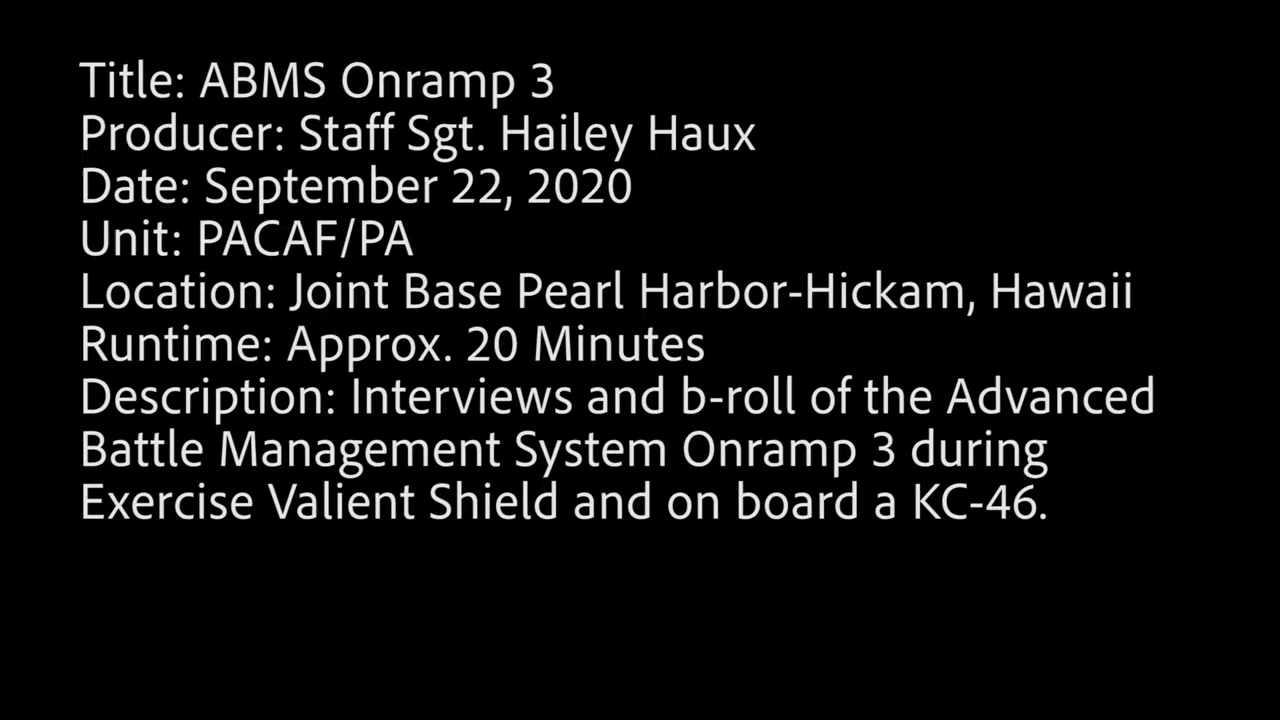 Title: ABMS Onramp 3
Producer: Staff Sgt. Hailey Haux
Date: September 22, 2020
Unit: PACAF/PA
Location: Joint Base Pearl Harbor-Hickam, Hawaii
Runtime: Approx. 20 Minutes
Description: Interviews and b-roll of the Advanced
Battle Management System Onramp 3 during
Exercise Valient Shield and on board a KC-46.